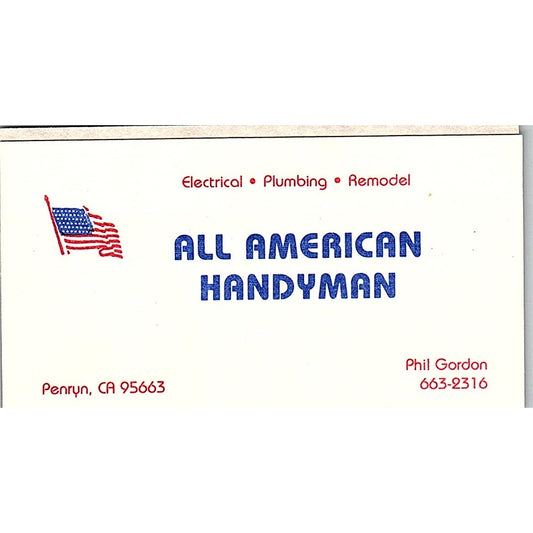 Electrical • Plumbing • Remodel
ALL AMERICAN
HANDYMAN
Phil Gordon
663-2316
Penryn, CA 95663